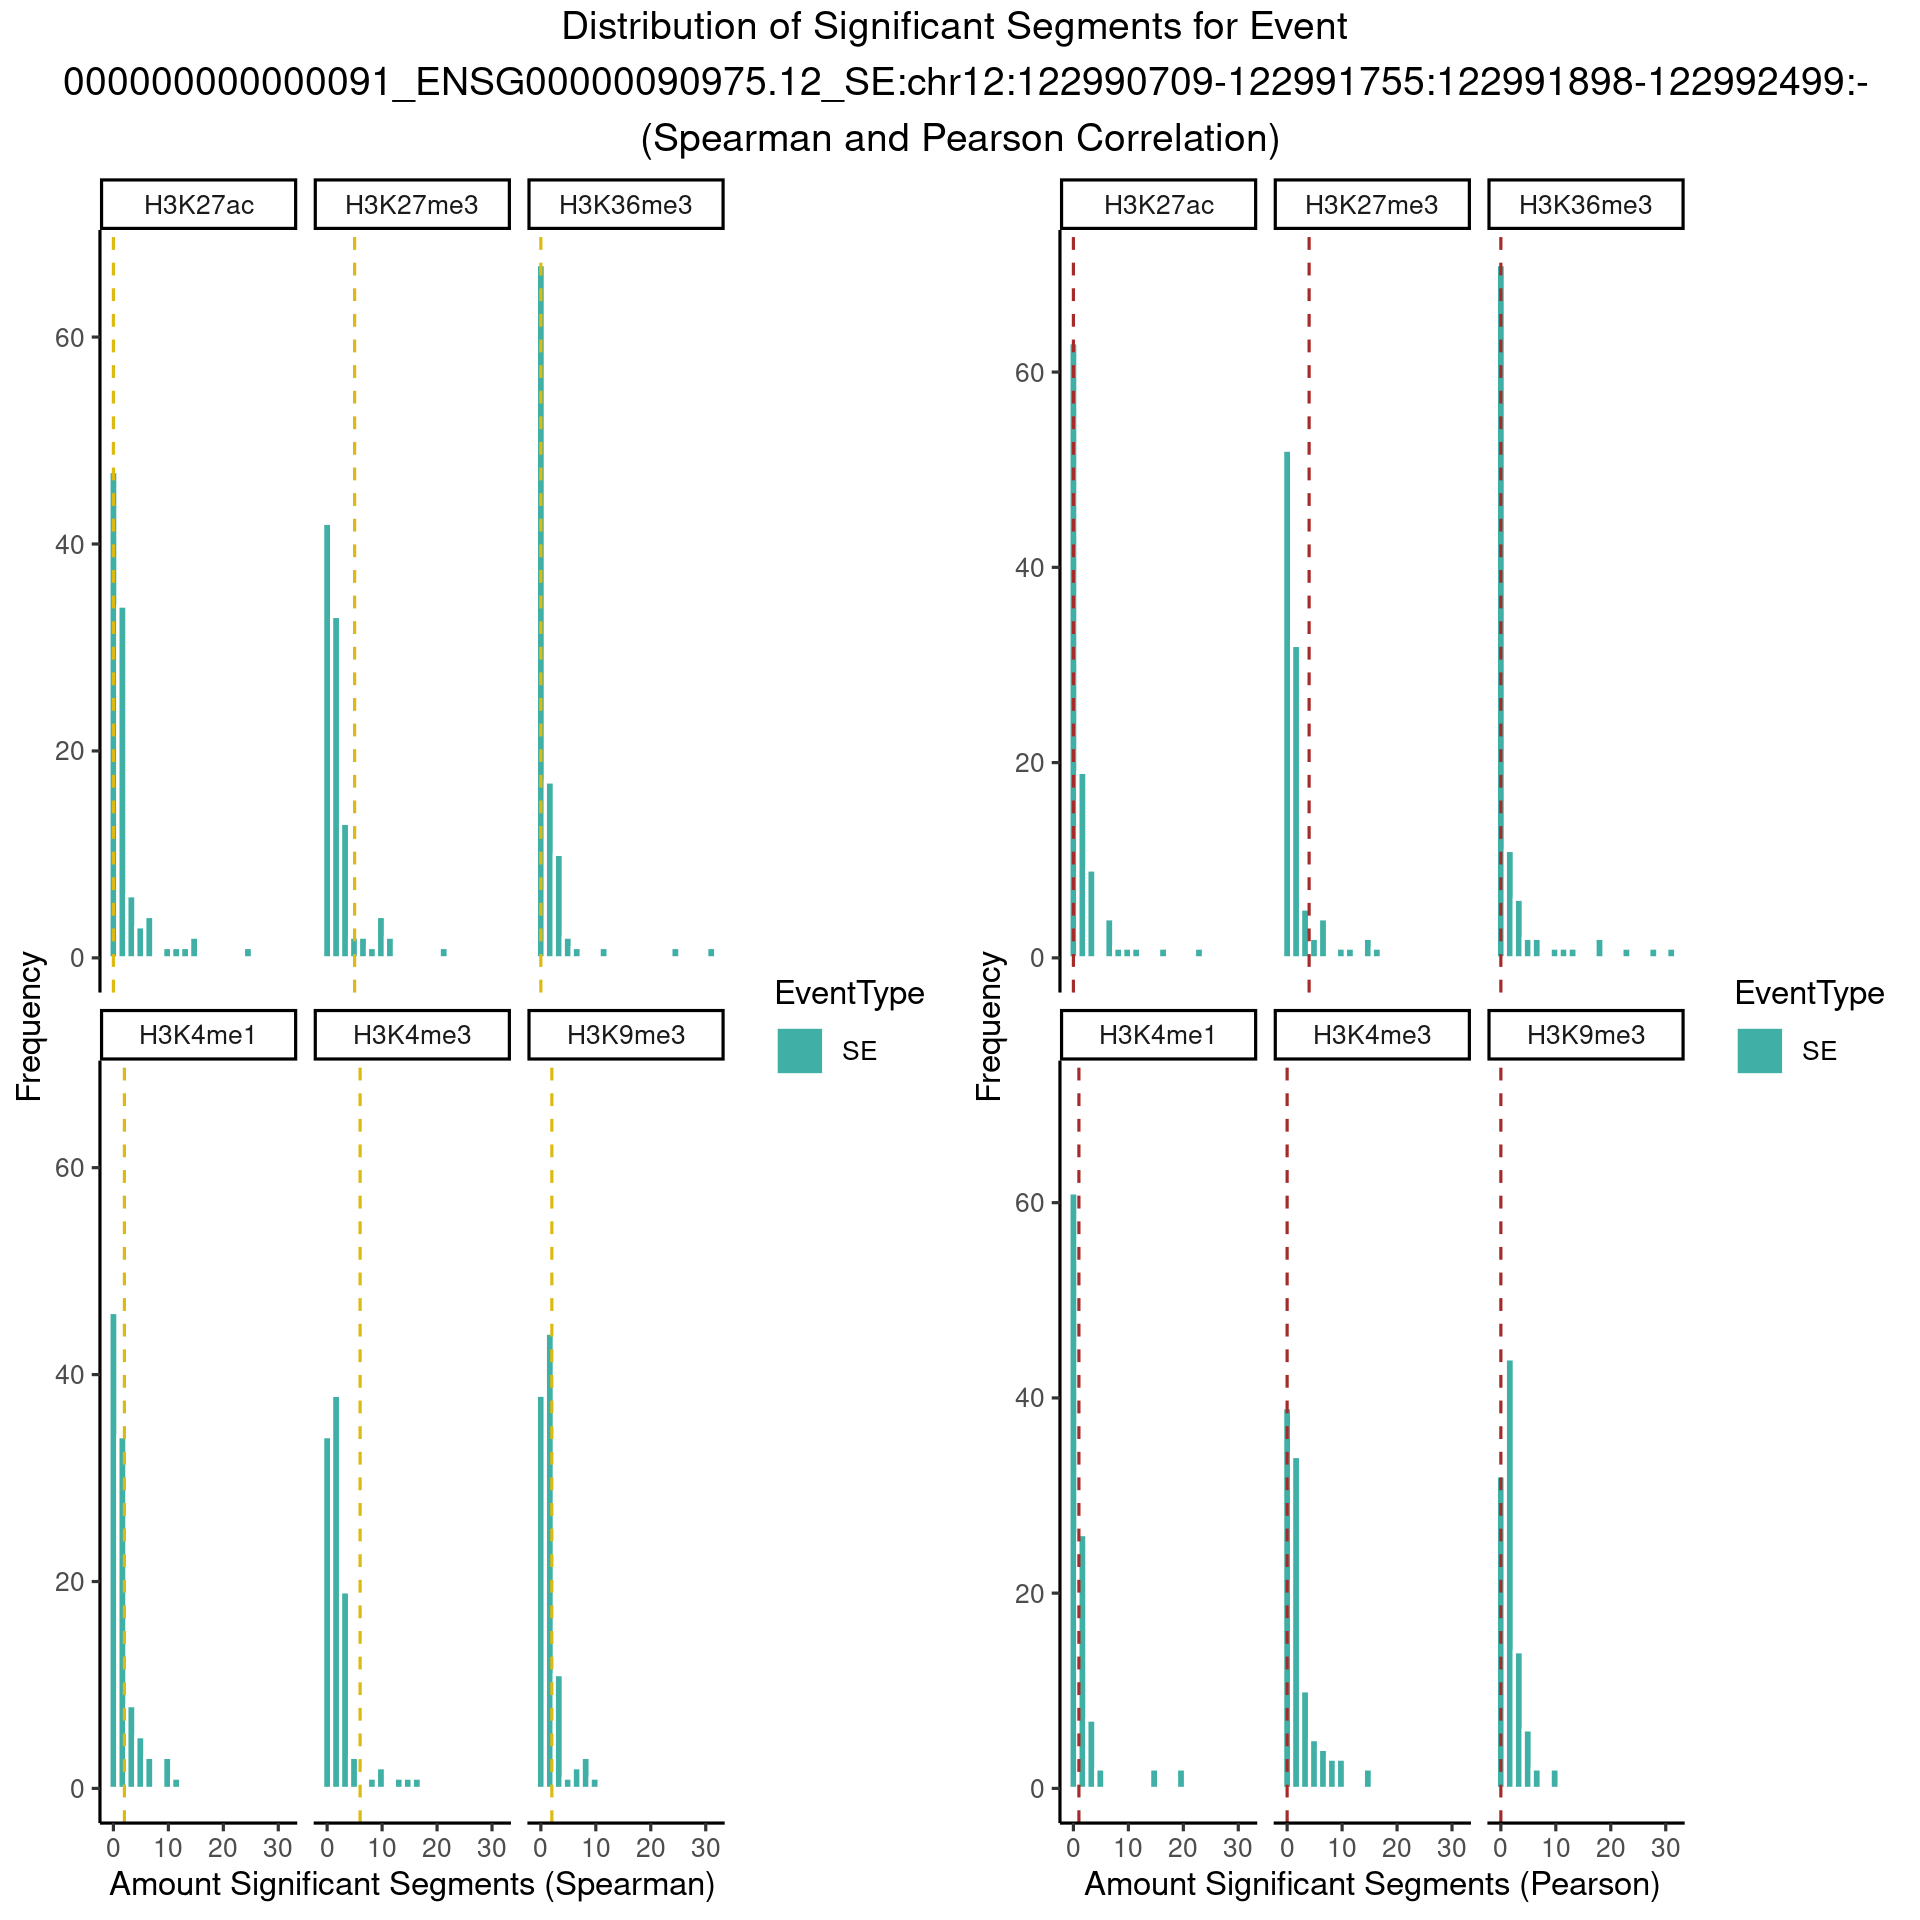 Distribution of Significant Segments for Event
000000000000091_ENSG00000090975.12_SE:chr12:122990709-122991755:122991898-122992499:-
(Spearman and Pearson Correlation)
H3K27ac H3K27me3 H3K36me3
60
40
20
0
H3K4me1 H3K4me3 H3K9me3
60
40
20
0
0 10 20 30 0 10 20 30 0 10 20 30
Amount Significant Segments (Spearman)
Frequency
EventType
SE
H3K27ac H3K27me3 H3K36me3
60
40
20
0
H3K4me1 H3K4me3 H3K9me3
60
40
20
0
0 10 20 30 0 10 20 30 0 10 20 30
Amount Significant Segments (Pearson)
Frequency
EventType
SE